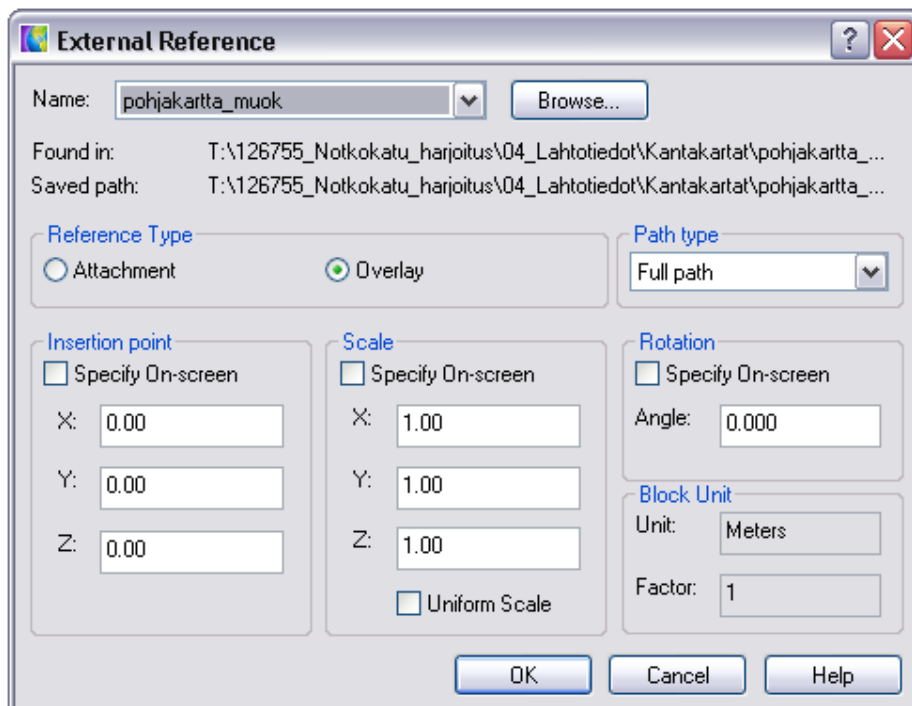 External Reference
Name: pohjakartta_muok Browse...
Found in: T:\126755_Notkokatu_harjoitus\04_Lahtotiedot\Kantakartat\pohjakartta_...
Saved path: T:\126755_Notkokatu_harjoitus\04_Lahtotiedot\Kantakartat\pohjakartta_...
Reference Type
Attachment Overlay
Path type
Full path
Insertion point
Specify On-screen
X: 0.00
Y: 0.00
Z: 0.00
Scale
Specify On-screen
X: 1.00
Y: 1.00
Z: 1.00
Uniform Scale
Rotation
Specify On-screen
Angle: 0.000
Block Unit
Unit: Meters
Factor: 1
OK Cancel Help